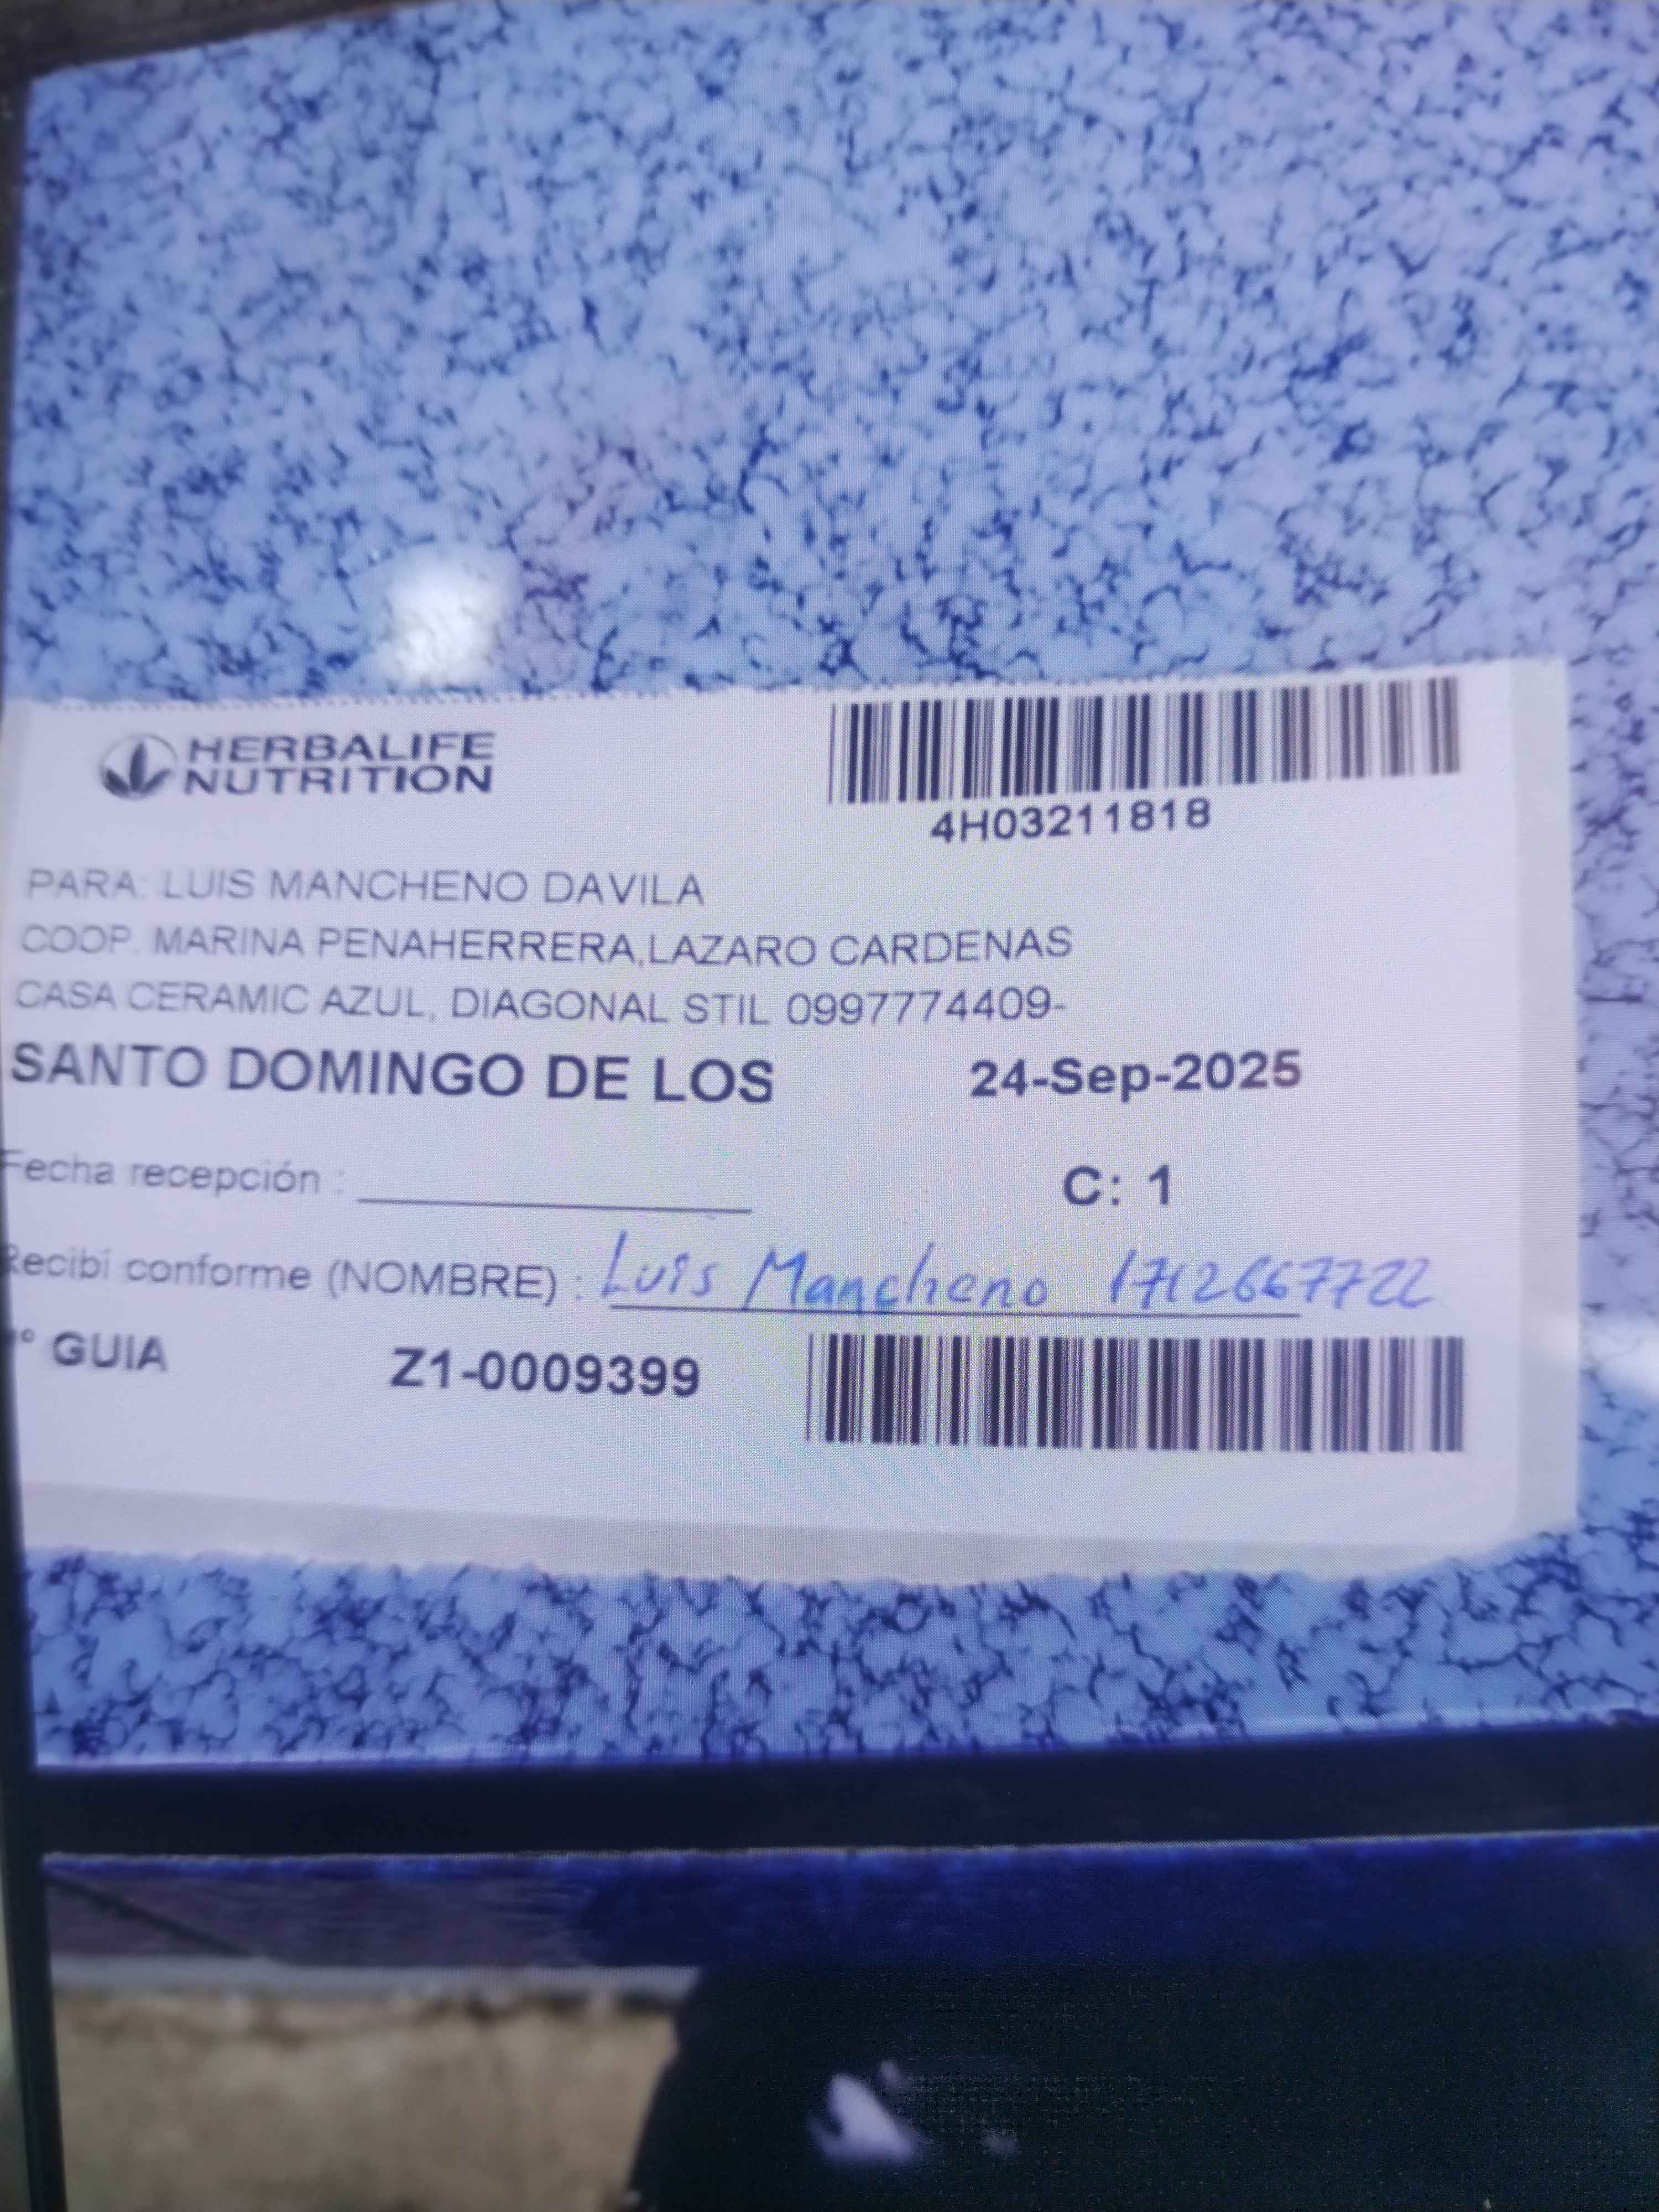 HERBALIFE
NUTRITION
4H03211818
PARA: LUIS MANCHENO DAVILA
COOP. MARINA PENAHERRERA,LAZARO CARDENAS
CASA CERAMIC AZUL, DIAGONAL STIL 0997774409-
SANTO DOMINGO DE LOS 24-Sep-2025
Fecha recepción :
C: 1
Recibi conforme (NOMBRE) : Luis Mancheno 1712667722
° GUIA Z1-0009399